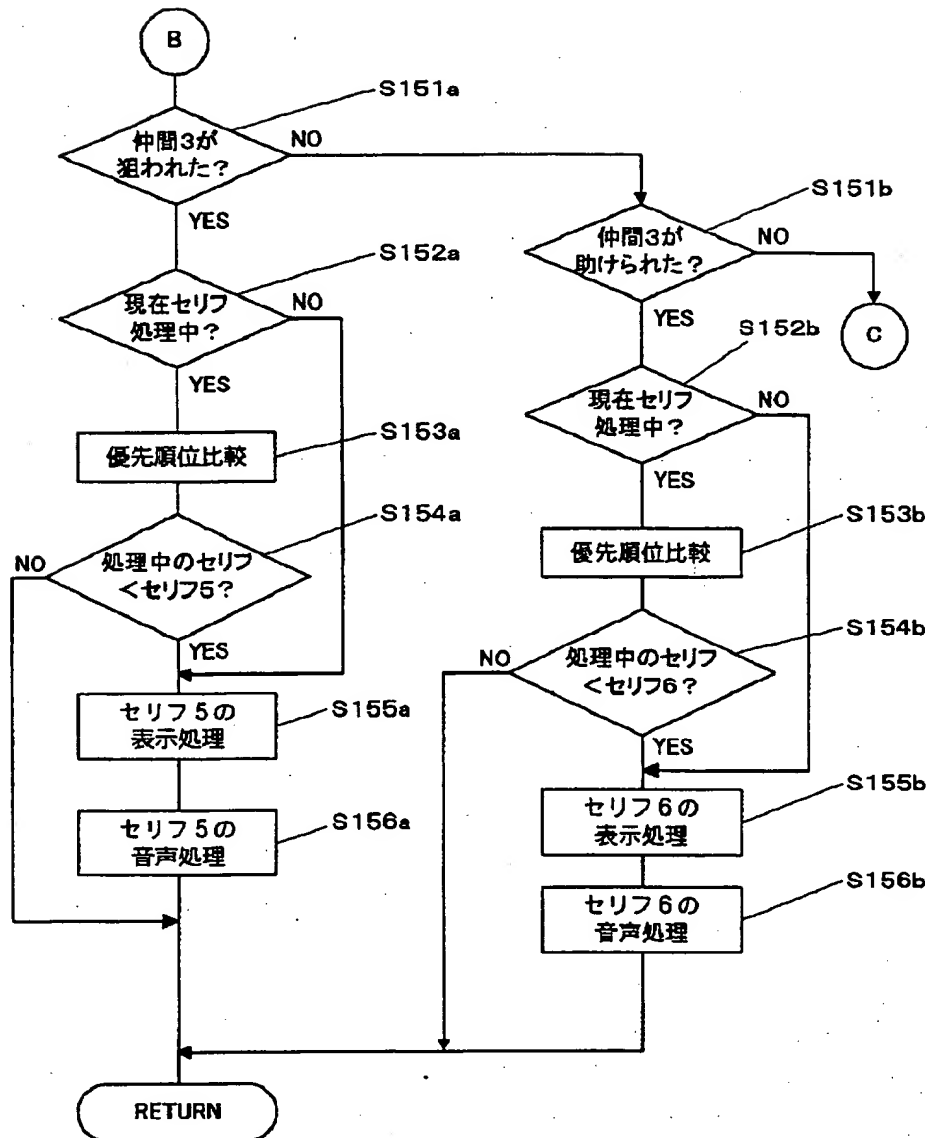 B
S151a
仲間3が
狙われた?
NO
YES
S151b
仲間3が
助けられた?
NO
YES
C
S152a
現在セリフ
処理中?
NO
YES
S152b
現在セリフ
処理中?
NO
YES
S153a
優先順位比較
S153b
優先順位比較
S154a
処理中のセリフ
<セリフ5?
NO
YES
S154b
処理中のセリフ
<セリフ6?
NO
YES
S155a
セリフ5の
表示処理
S155b
セリフ6の
表示処理
S156a
セリフ5の
音声処理
S156b
セリフ6の
音声処理
RETURN